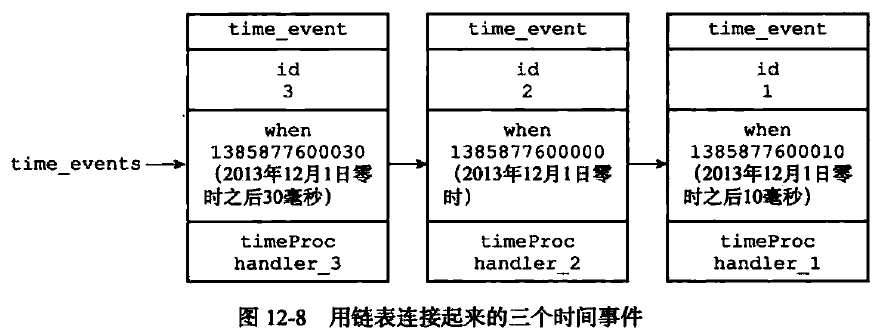 time_event
id
3
when
1385877600030
（2013年12月1日零
时之后30毫秒）
timeProc
handler_3
time_event
id
2
when
1385877600000
（2013年12月1日零
时）
timeProc
handler_2
time_event
id
1
when
1385877600010
（2013年12月1日零
时之后10毫秒）
timeProc
handler_1
time_events
图 12-8 用链表连接起来的三个时间事件